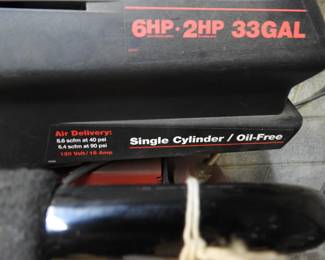 6HP·2HP 33GAL
Air Delivery:
8.6 scfm at 40 psi
6.4 scfm at 90 psi
120 Volt / 15 Amp
Single Cylinder / Oil-Free